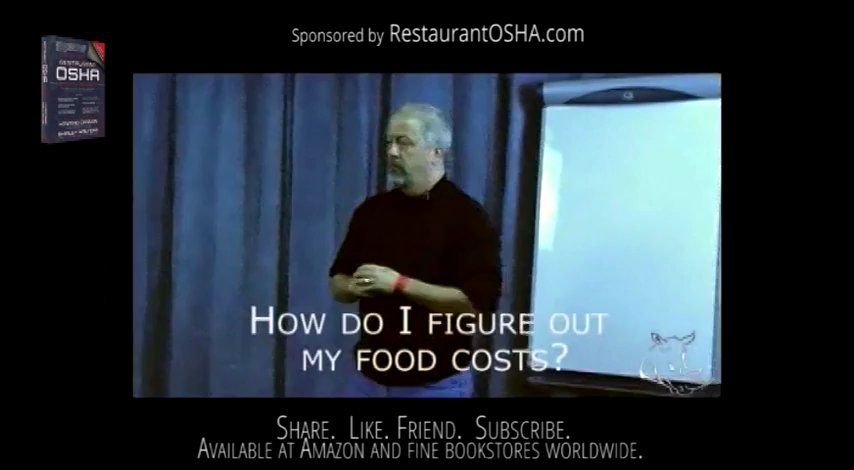 Sponsored by RestaurantOSHA.com
RESTAURANT
OSHA
HOW DO I FIGURE OUT
MY FOOD COSTS?
SHARE. LIKE. FRIEND. SUBSCRIBE.
AVAILABLE AT AMAZON AND FINE BOOKSTORES WORLDWIDE.